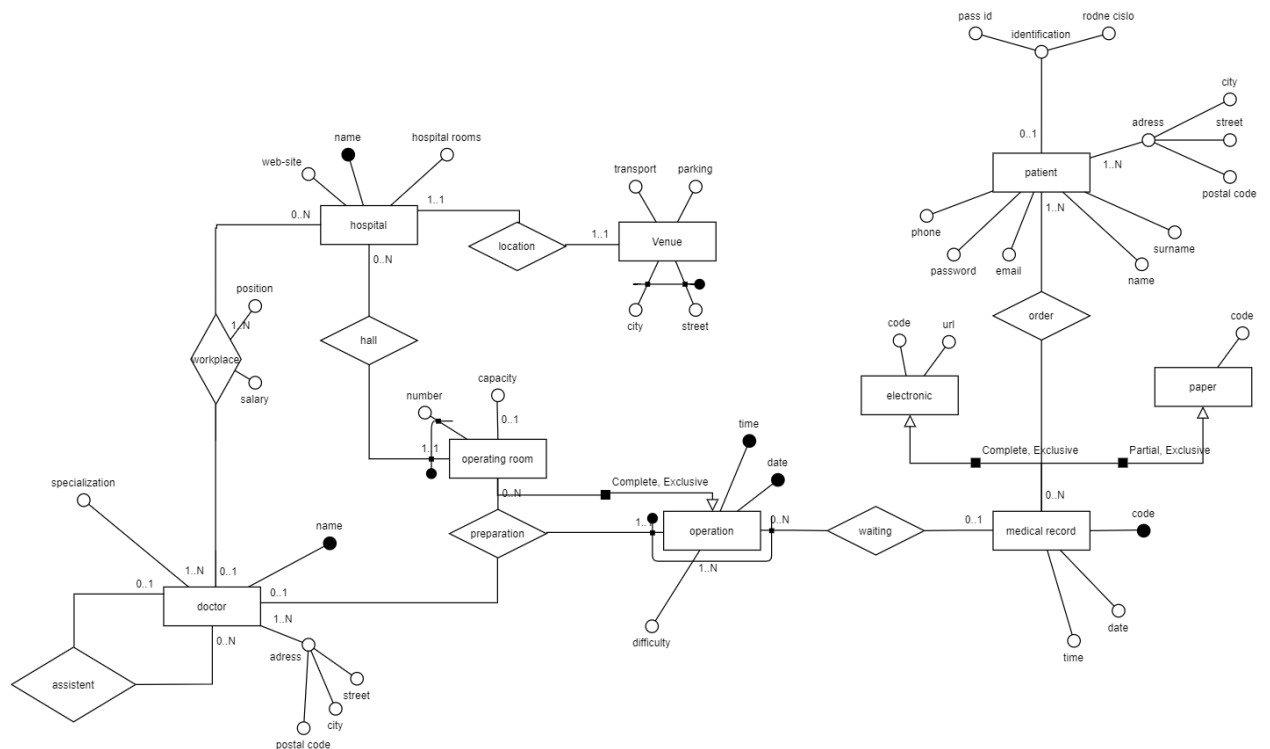 pass id
rodne cislo
identification
city
adress
street
0..1
1..N
postal code
patient
1..N
phone
surname
password
email
name
name
hospital rooms
web-site
0..N
1..1
hospital
0..N
transport
parking
location
1..1
Venue
city
street
position
1..N
workplace
salary
hall
order
code
url
electronic
code
paper
capacity
number
0..1
1..1
operating room
0..N
time
date
Complete, Exclusive
Complete, Exclusive
Partial, Exclusive
specialization
name
preparation
operation
0..N
1..N
waiting
0..1
0..N
medical record
code
difficulty
time
date
1..N
0..1
0..1
0..1
doctor
0..N
1..N
adress
assistent
street
city
postal code